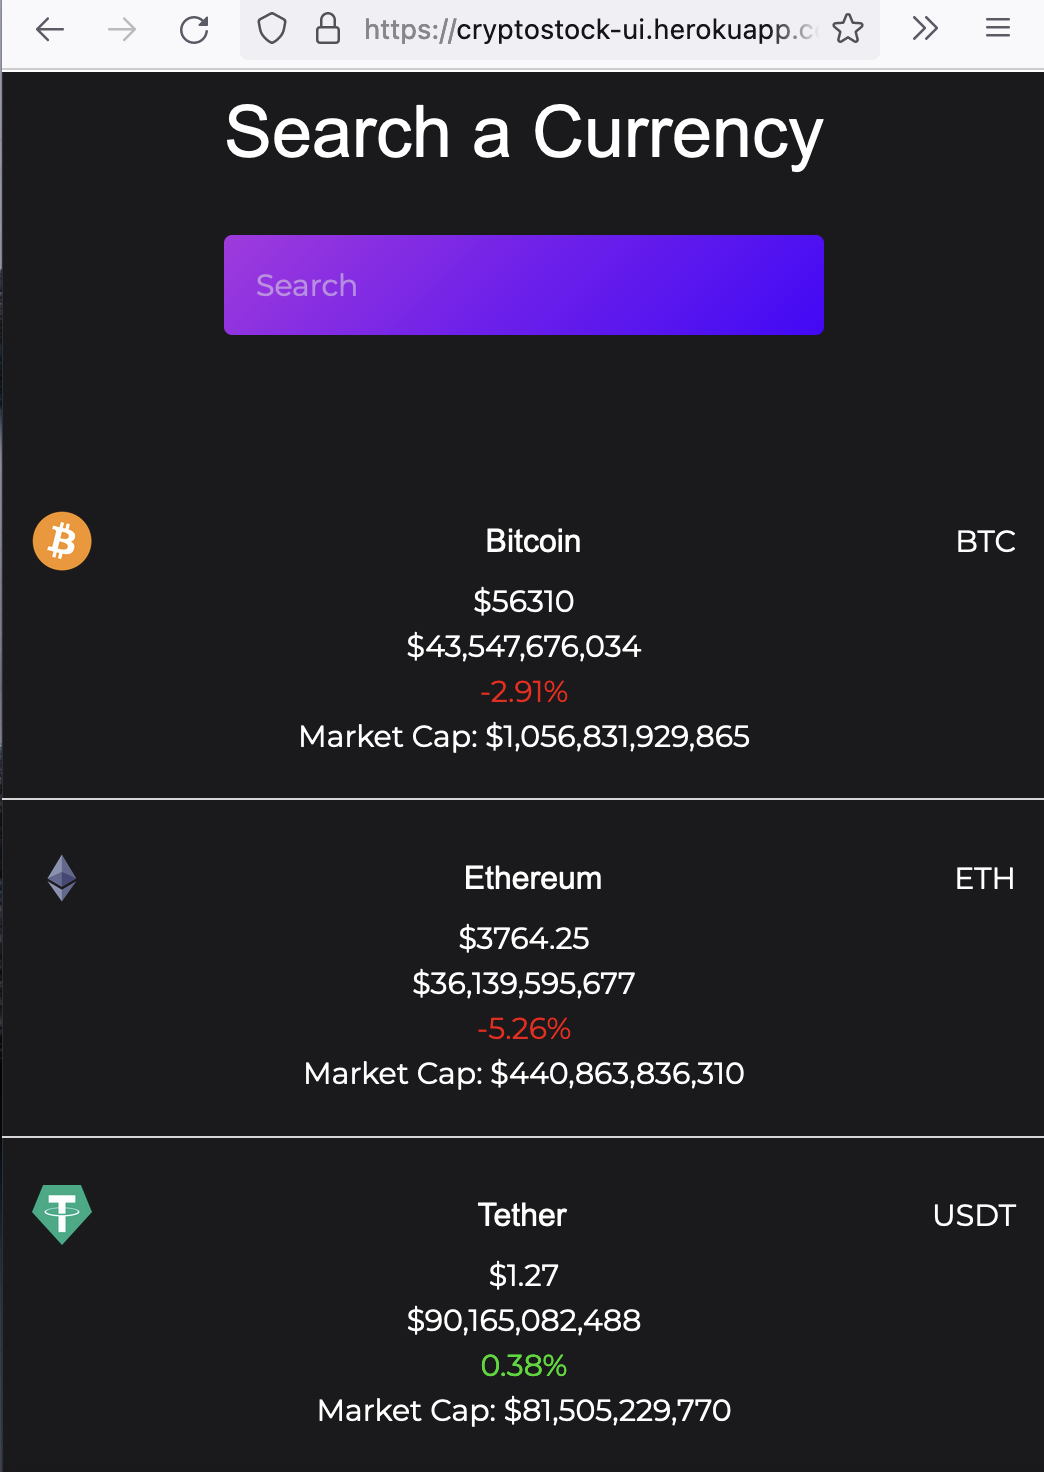 https://cryptostock-ui.herokuapp.c
Search a Currency
Search
Bitcoin BTC
$56310
$43,547,676,034
-2.91%
Market Cap: $1,056,831,929,865
Ethereum ETH
$3764.25
$36,139,595,677
-5.26%
Market Cap: $440,863,836,310
Tether USDT
$1.27
$90,165,082,488
0.38%
Market Cap: $81,505,229,770